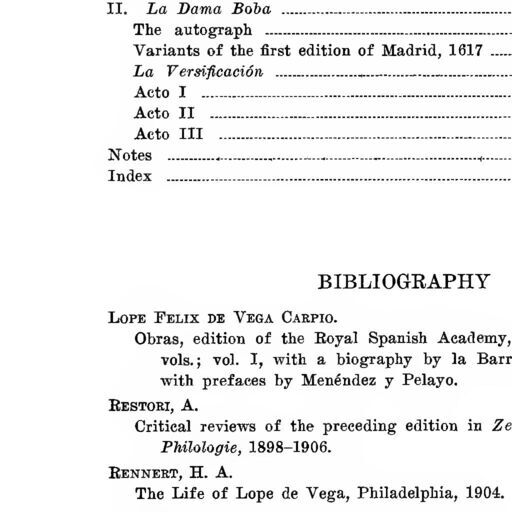 II. La Dama Boba
The autograph
Variants of the first edition of Madrid, 1617
La Versificación
Acto I
Acto II
Acto III
Notes
Index
BIBLIOGRAPHY
LOPE FELIX DE VEGA CARPIO.
Obras, edition of the Royal Spanish Academy,
vols.; vol. I, with a biography by la Barr
with prefaces by Menéndez y Pelayo.
RESTORI, A.
Critical reviews of the preceding edition in Ze
Philologie, 1898–1906.
RENNERT, H. A.
The Life of Lope de Vega, Philadelphia, 1904.